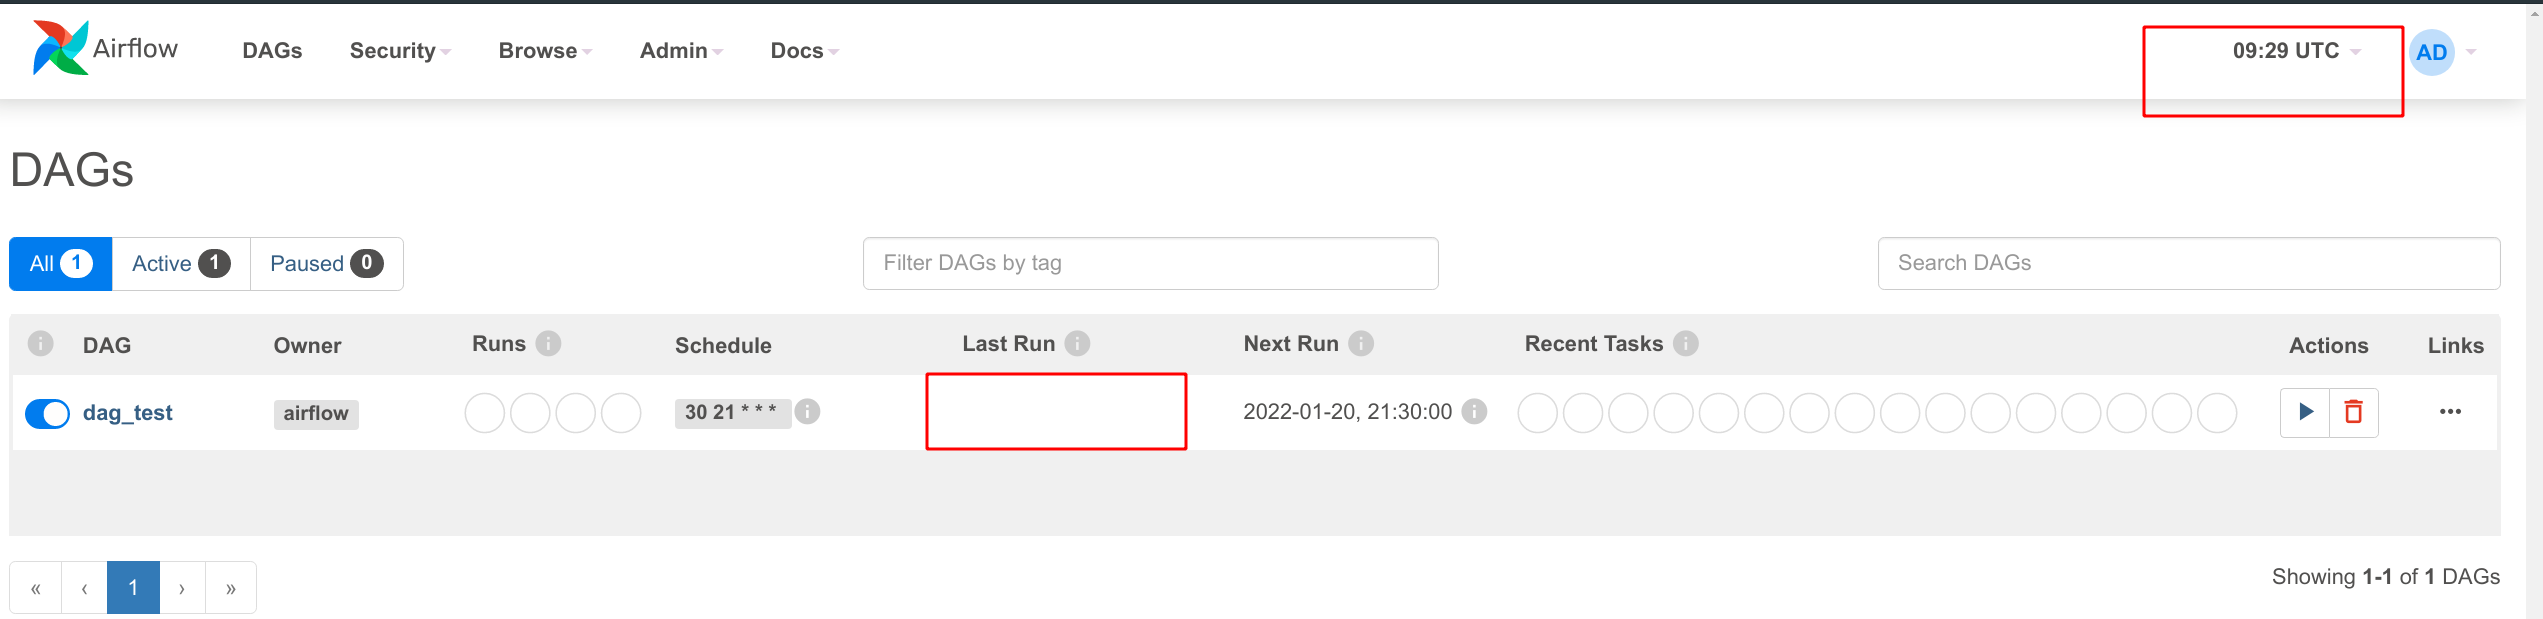 Airflow DAGs Security Browse Admin Docs 09:29 UTC AD
DAGs
All 1 Active 1 Paused 0 Filter DAGs by tag Search DAGs
i DAG Owner Runs i Schedule Last Run i Next Run i Recent Tasks i Actions Links
dag_test airflow 30 21 * * * i 2022-01-20, 21:30:00 i ...
« ‹ 1 › » Showing 1-1 of 1 DAGs